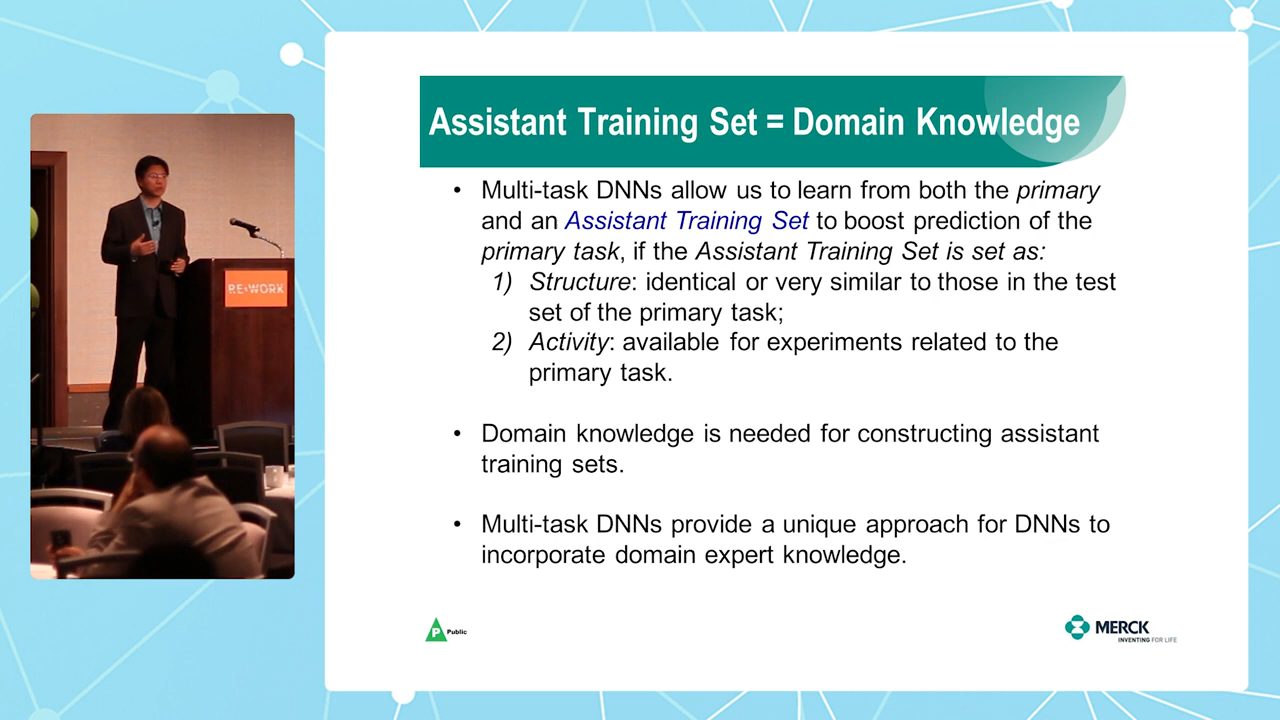 Assistant Training Set = Domain Knowledge
• Multi-task DNNs allow us to learn from both the primary
and an Assistant Training Set to boost prediction of the
primary task, if the Assistant Training Set is set as:
1) Structure: identical or very similar to those in the test
set of the primary task;
2) Activity: available for experiments related to the
primary task.
• Domain knowledge is needed for constructing assistant
training sets.
• Multi-task DNNs provide a unique approach for DNNs to
incorporate domain expert knowledge.
RE•WORK
P Public
MERCK
INVENTING FOR LIFE